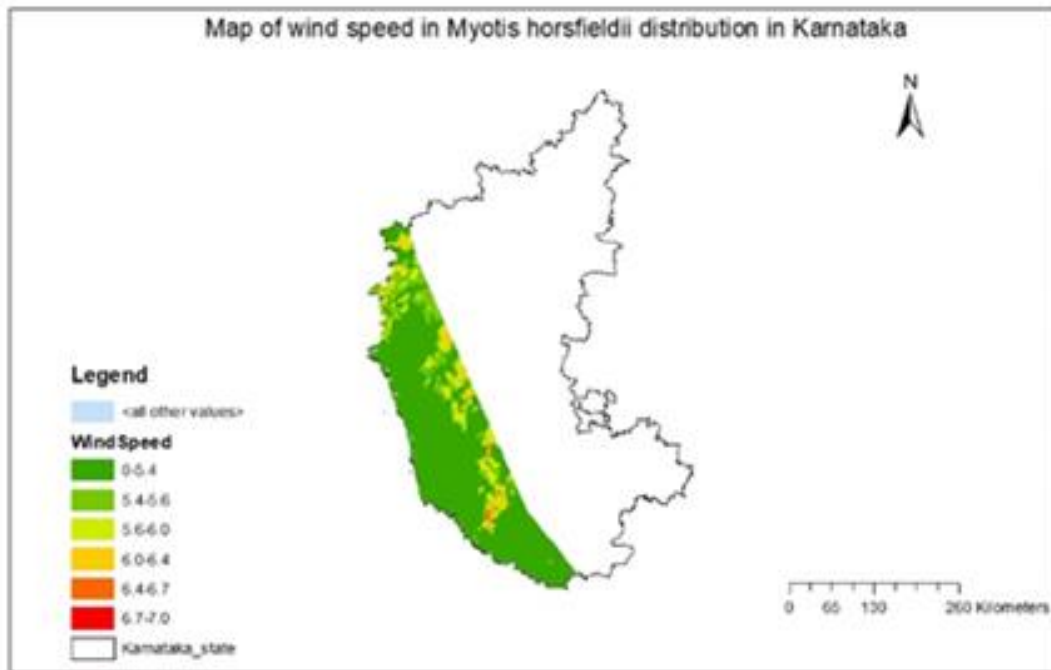 Map of wind speed in Myotis horsfieldii distribution in Karnataka
N
Legend
<all other values>
WindSpeed
0-5.4
5.4-5.6
5.6-6.0
6.0-6.4
6.4-6.7
6.7-7.0
Karnataka_state
0 65 130 260 Kilometers